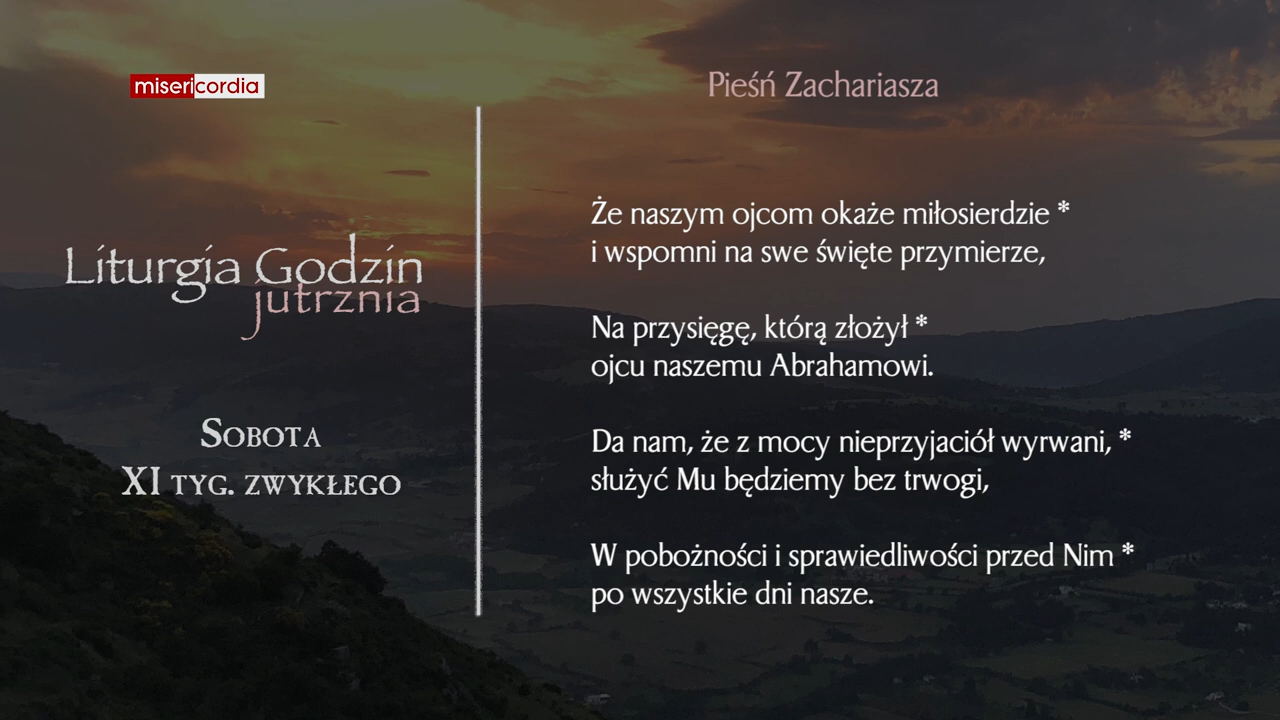 misericordia
Liturgia Godzin
jutrznia
Sobota
XI tyg. zwykłego
Pieśń Zachariasza
Że naszym ojcom okaże miłosierdzie *
i wspomni na swe święte przymierze,
Na przysięgę, którą złożył *
ojcu naszemu Abrahamowi.
Da nam, że z mocy nieprzyjaciół wyrwani, *
służyć Mu będziemy bez trwogi,
W pobożności i sprawiedliwości przed Nim *
po wszystkie dni nasze.